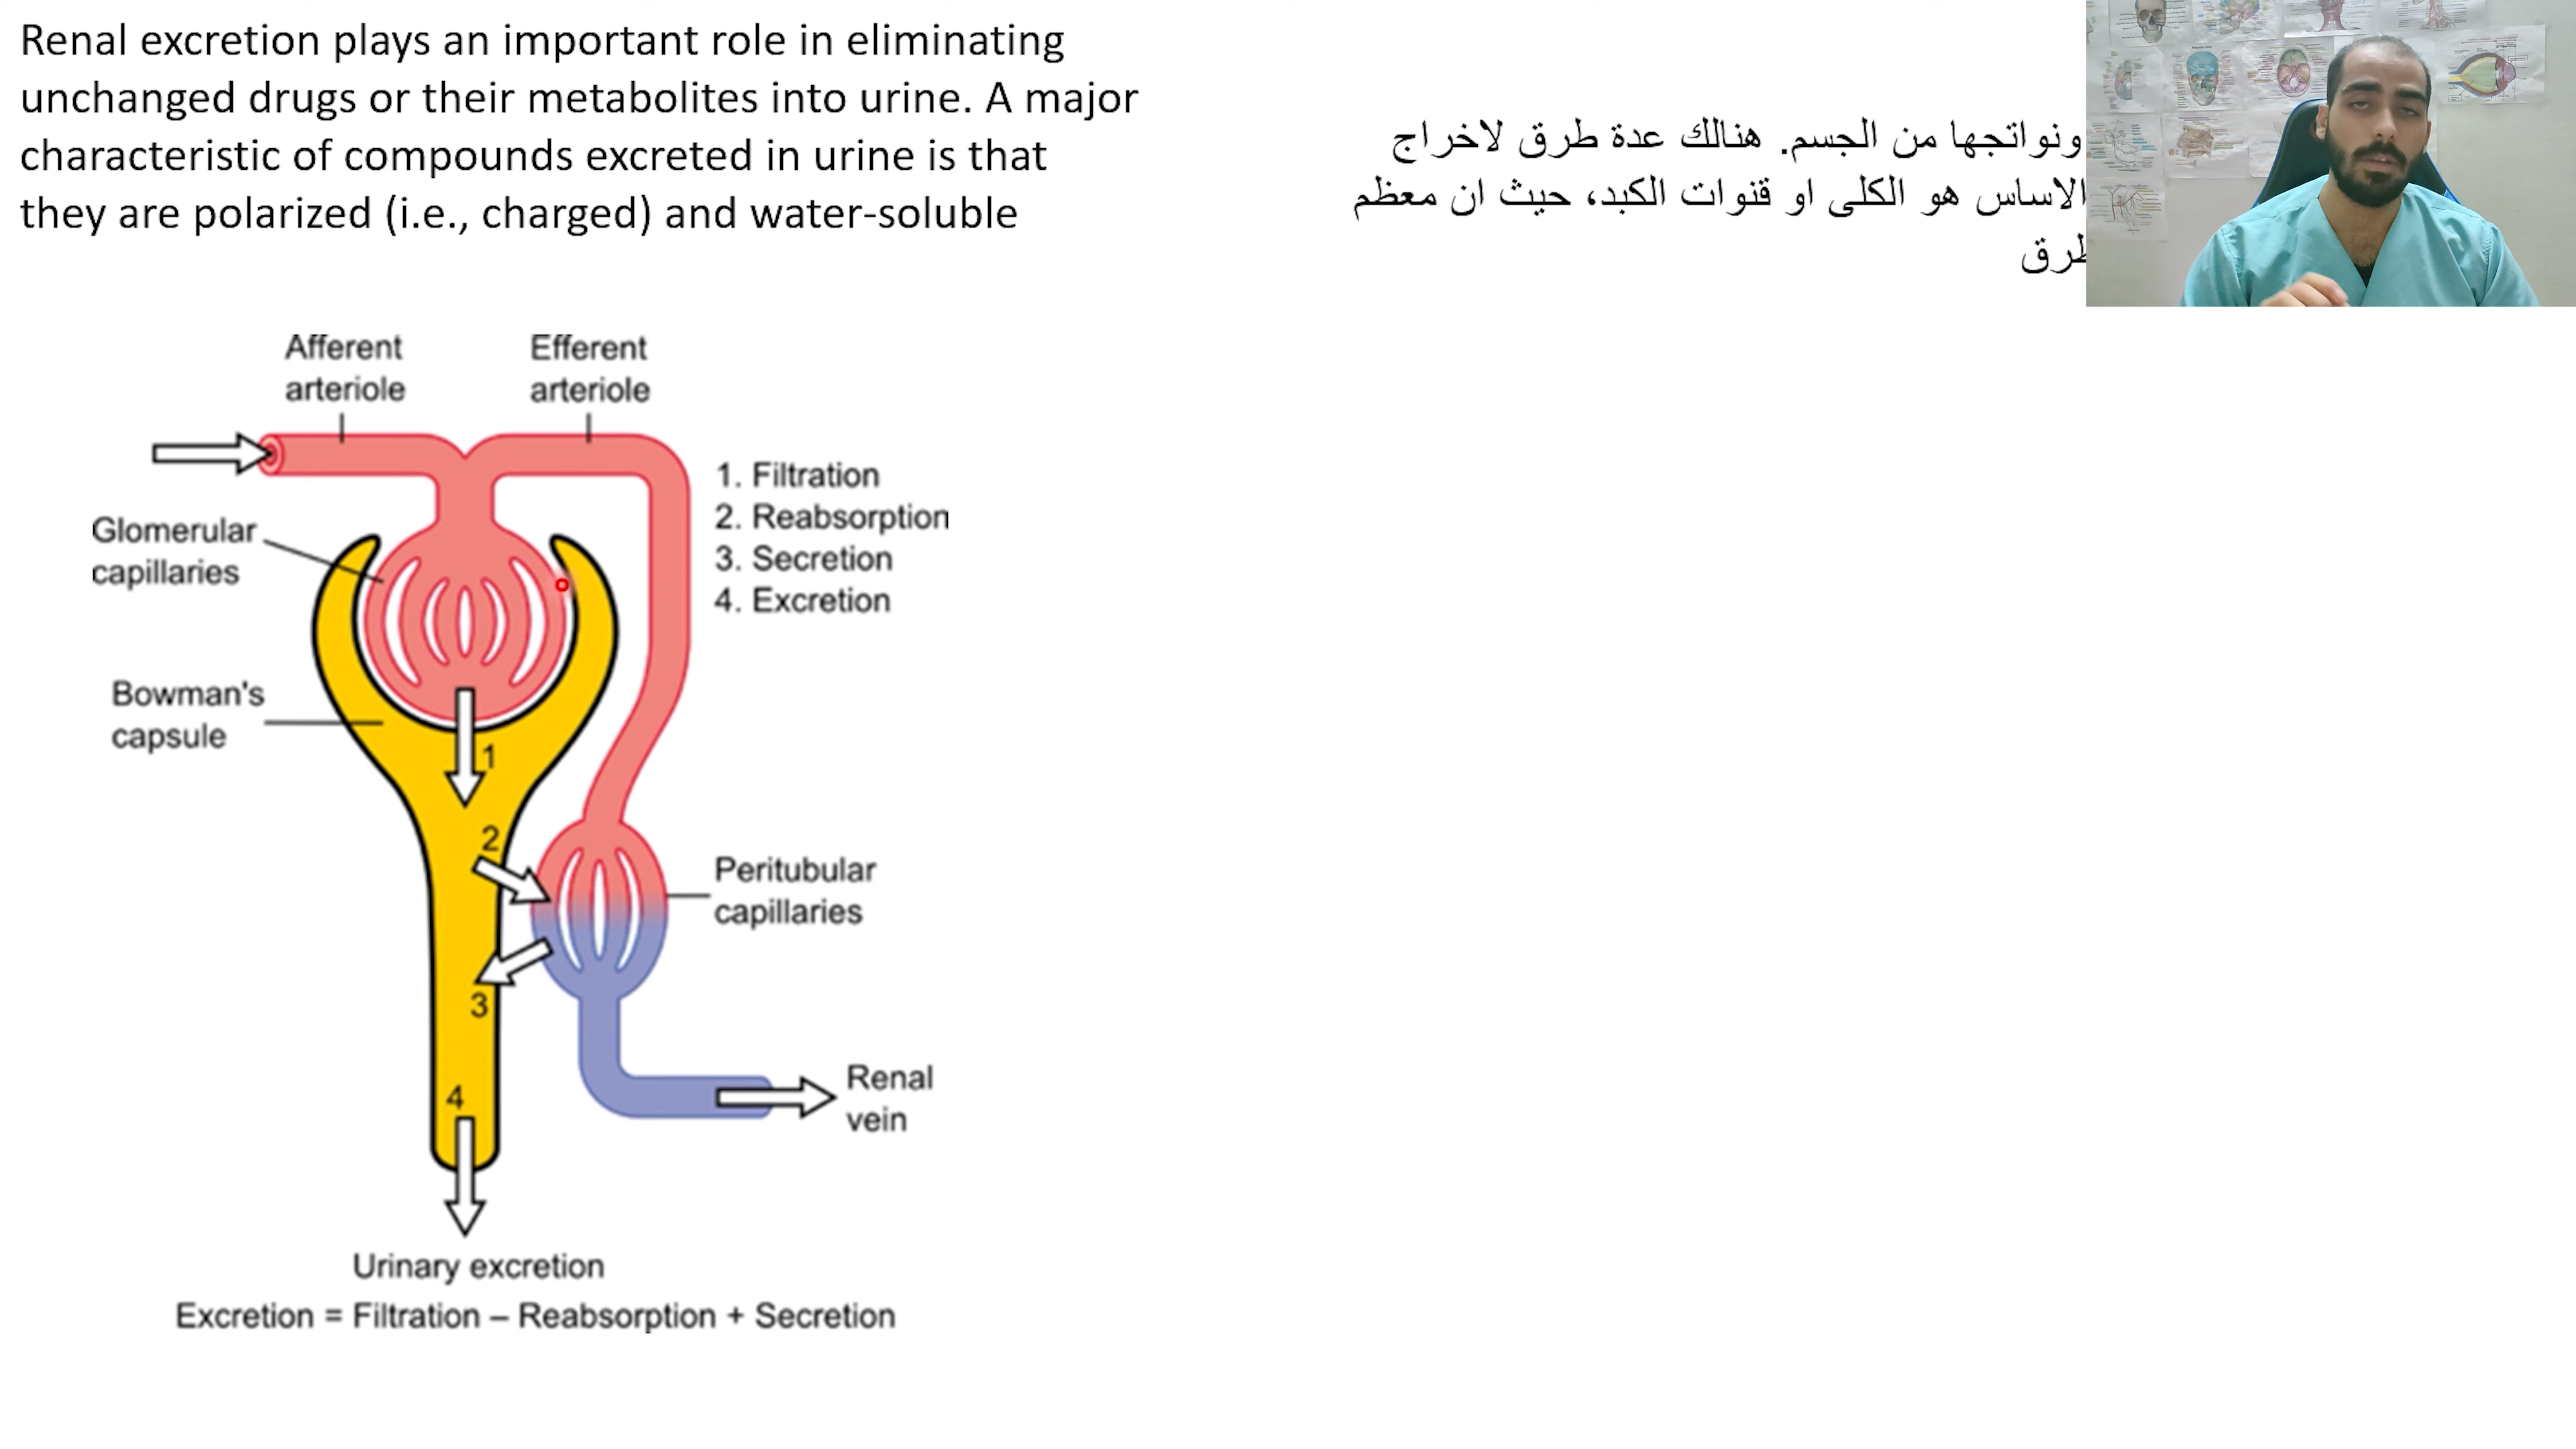 Renal excretion plays an important role in eliminating
unchanged drugs or their metabolites into urine. A major
characteristic of compounds excreted in urine is that
they are polarized (i.e., charged) and water-soluble
ونواتجها من الجسم. هنالك عدة طرق لاخراج
الاساس هو الكلى او قنوات الكبد، حيث ان معظم
طرق
Afferent
arteriole
Efferent
arteriole
1. Filtration
2. Reabsorption
3. Secretion
4. Excretion
Glomerular
capillaries
Bowman's
capsule
1
2
Peritubular
capillaries
3
4
Renal
vein
Urinary excretion
Excretion = Filtration – Reabsorption + Secretion